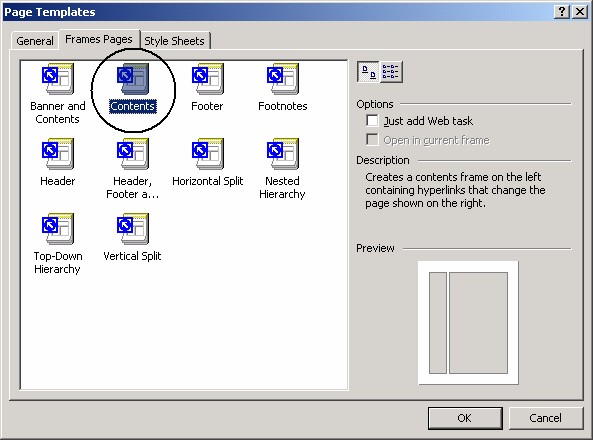 Page Templates
General Frames Pages Style Sheets
Banner and
Contents
Contents
Footer
Footnotes
Header
Header,
Footer a...
Horizontal Split
Nested
Hierarchy
Top-Down
Hierarchy
Vertical Split
Options
Just add Web task
Open in current frame
Description
Creates a contents frame on the left
containing hyperlinks that change the
page shown on the right.
Preview
OK
Cancel